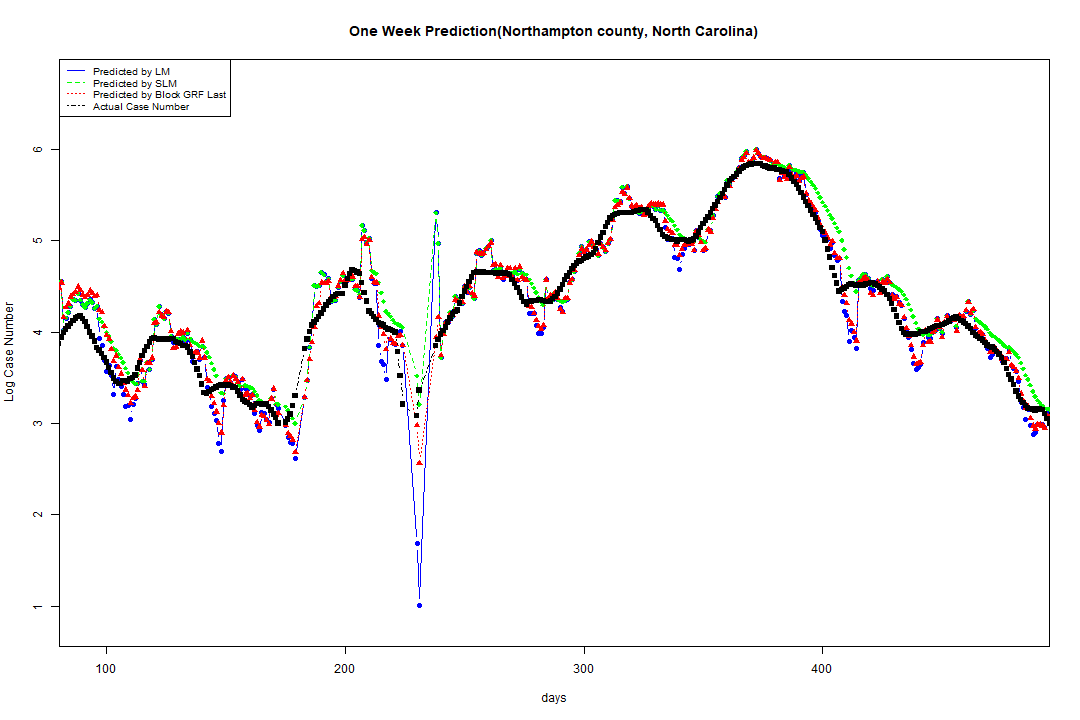 One Week Prediction(Northampton county, North Carolina)
Predicted by LM
Predicted by SLM
Predicted by Block GRF Last
Actual Case Number
6
5
4
3
2
1
Log Case Number
100 200 300 400
days